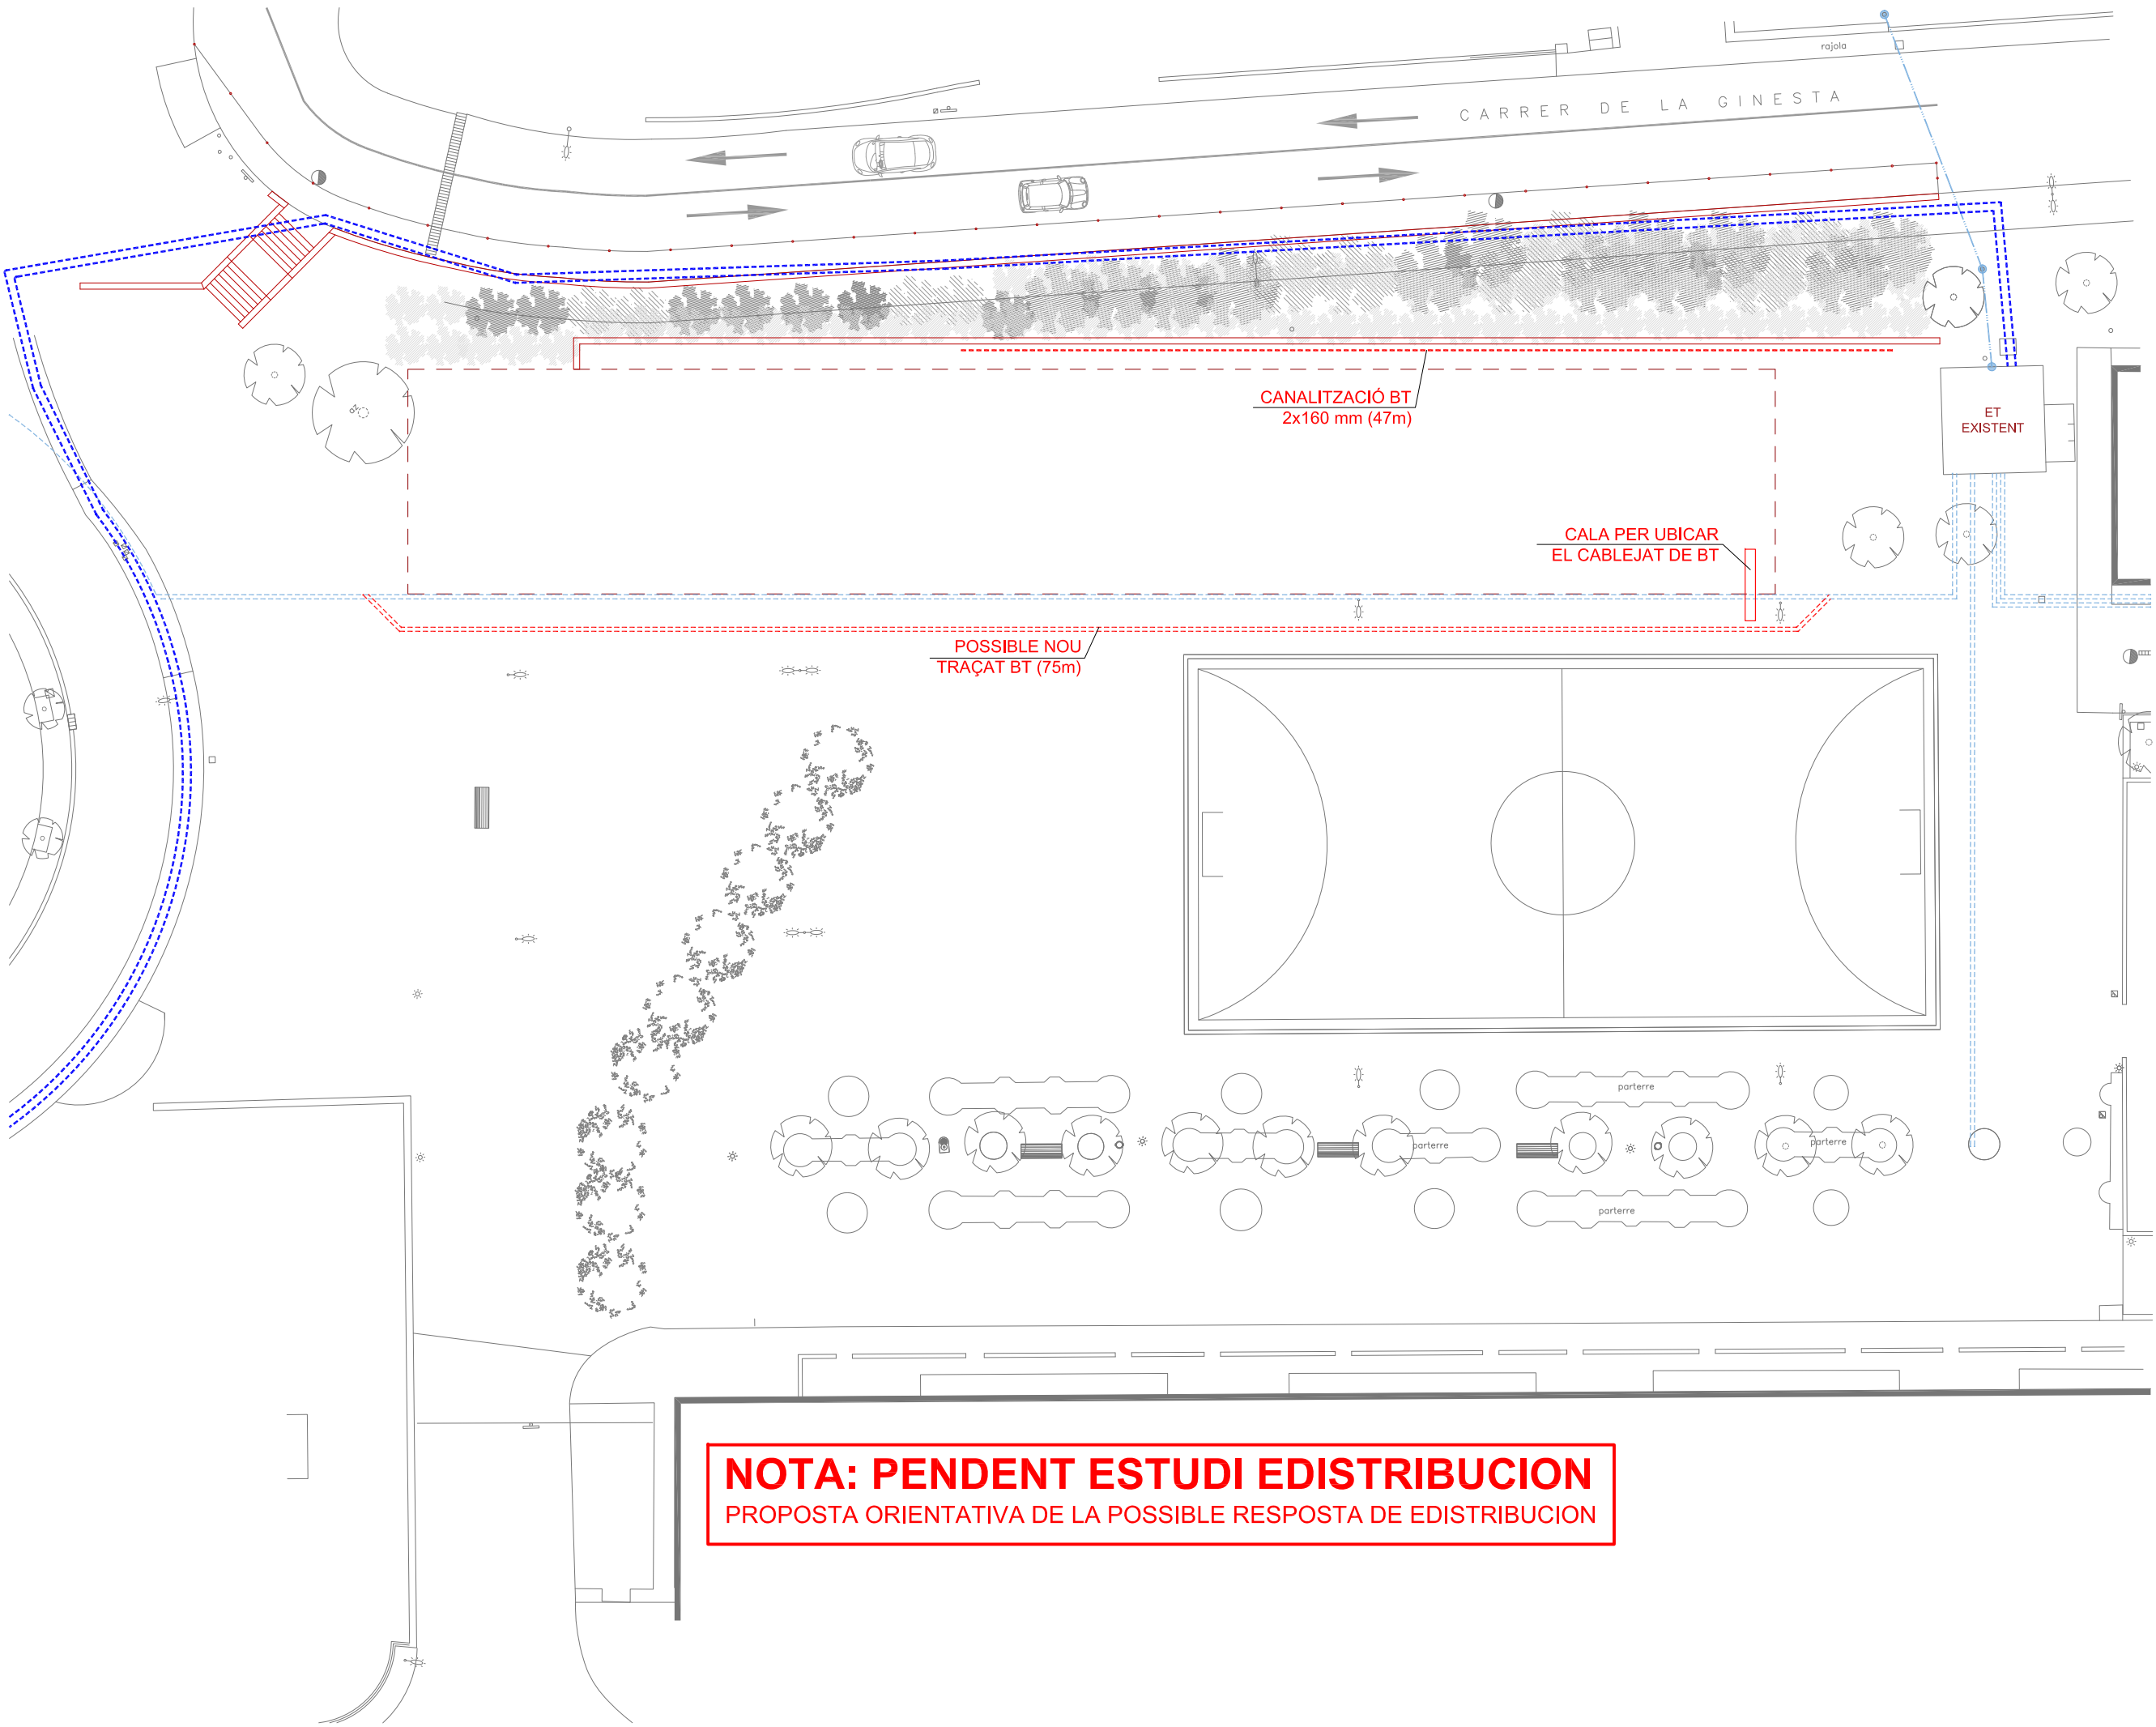 rajola
CARRER DE LA GINESTA
CANALITZACIÓ BT
2x160 mm (47m)
ET
EXISTENT
CALA PER UBICAR
EL CABLEJAT DE BT
POSSIBLE NOU
TRAÇAT BT (75m)
parterre
parterre
parterre
parterre
NOTA: PENDENT ESTUDI EDISTRIBUCION
PROPOSTA ORIENTATIVA DE LA POSSIBLE RESPOSTA DE EDISTRIBUCION